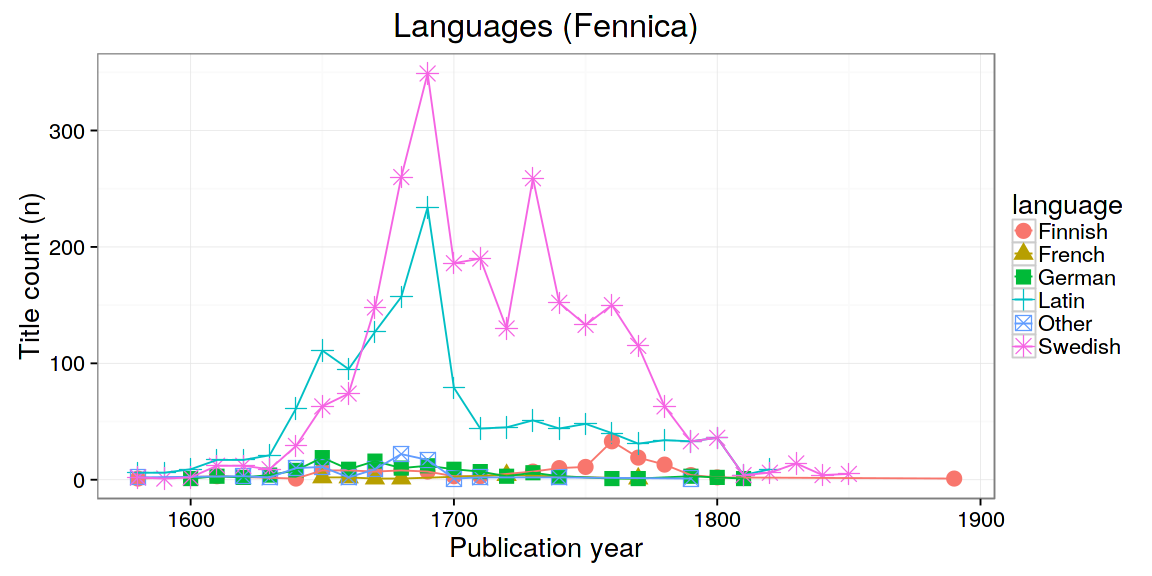 Languages (Fennica)
Title count (n)
300
200
100
0
1600
1700
1800
1900
Publication year
language
Finnish
French
German
Latin
Other
Swedish